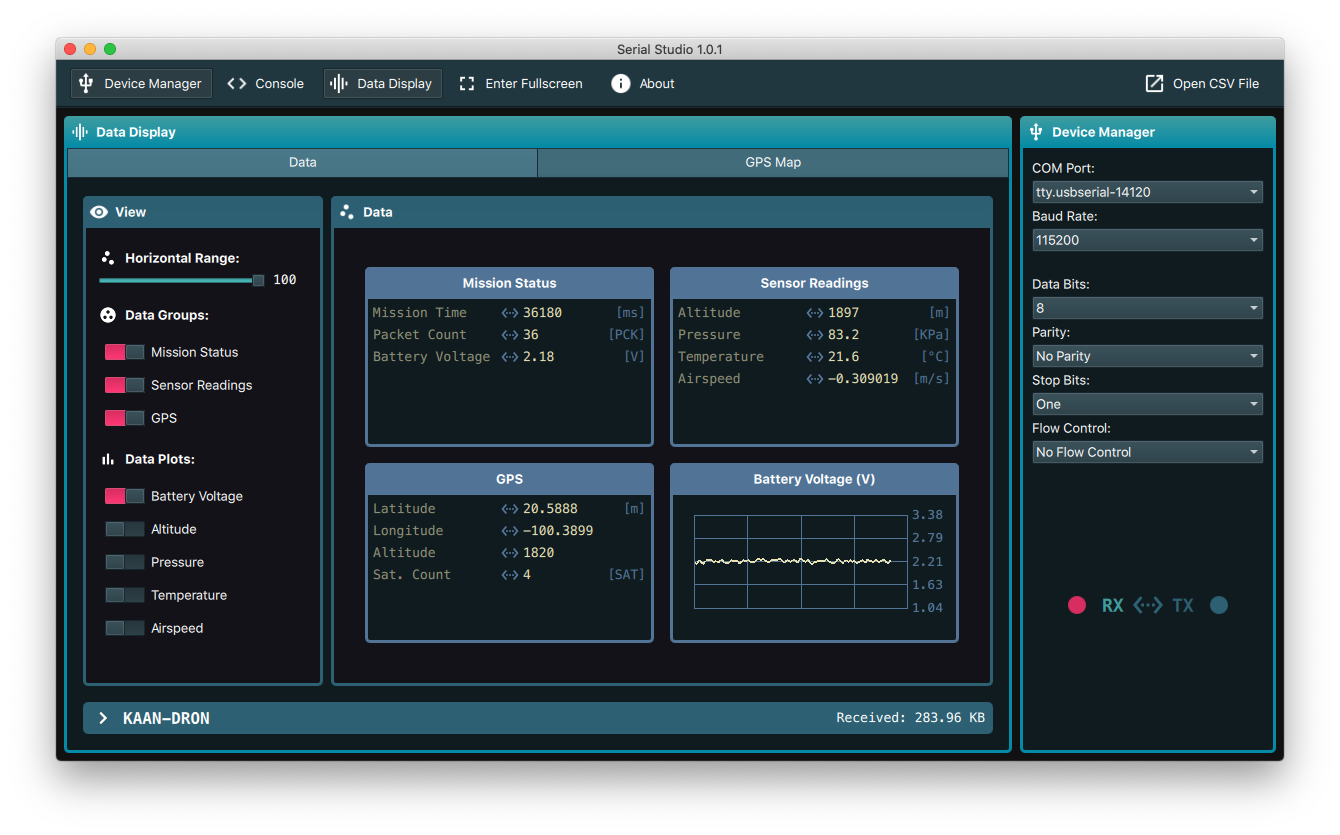 Serial Studio 1.0.1
Device Manager
Console
Data Display
Enter Fullscreen
About
Open CSV File
Data Display
Data
GPS Map
View
Horizontal Range:
100
Data Groups:
Mission Status
Sensor Readings
GPS
Data Plots:
Battery Voltage
Altitude
Pressure
Temperature
Airspeed
Data
Mission Status
Mission Time 36180 [ms]
Packet Count 36 [PCK]
Battery Voltage 2.18 [V]
Sensor Readings
Altitude 1897 [m]
Pressure 83.2 [KPa]
Temperature 21.6 [°C]
Airspeed -0.309019 [m/s]
GPS
Latitude 20.5888 [m]
Longitude -100.3899
Altitude 1820
Sat. Count 4 [SAT]
Battery Voltage (V)
3.38
2.79
2.21
1.63
1.04
KAAN-DRON
Received: 283.96 KB
Device Manager
COM Port:
tty.usbserial-14120
Baud Rate:
115200
Data Bits:
8
Parity:
No Parity
Stop Bits:
One
Flow Control:
No Flow Control
RX TX